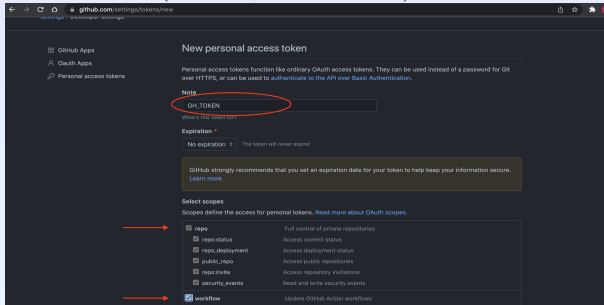 github.com/settings/tokens/new
Settings Developer settings
GitHub Apps
OAuth Apps
Personal access tokens
New personal access token
Personal access tokens function like ordinary OAuth access tokens. They can be used instead of a password for Git
over HTTPS, or can be used to authenticate to the API over Basic Authentication.
Note
GH_TOKEN
What's this token for?
Expiration *
No expiration The token will never expire!
GitHub strongly recommends that you set an expiration date for your token to help keep your information secure.
Learn more
Select scopes
Scopes define the access for personal tokens. Read more about OAuth scopes.
repo Full control of private repositories
repo:status Access commit status
repo_deployment Access deployment status
public_repo Access public repositories
repo:invite Access repository invitations
security_events Read and write security events
workflow Update GitHub Action workflows